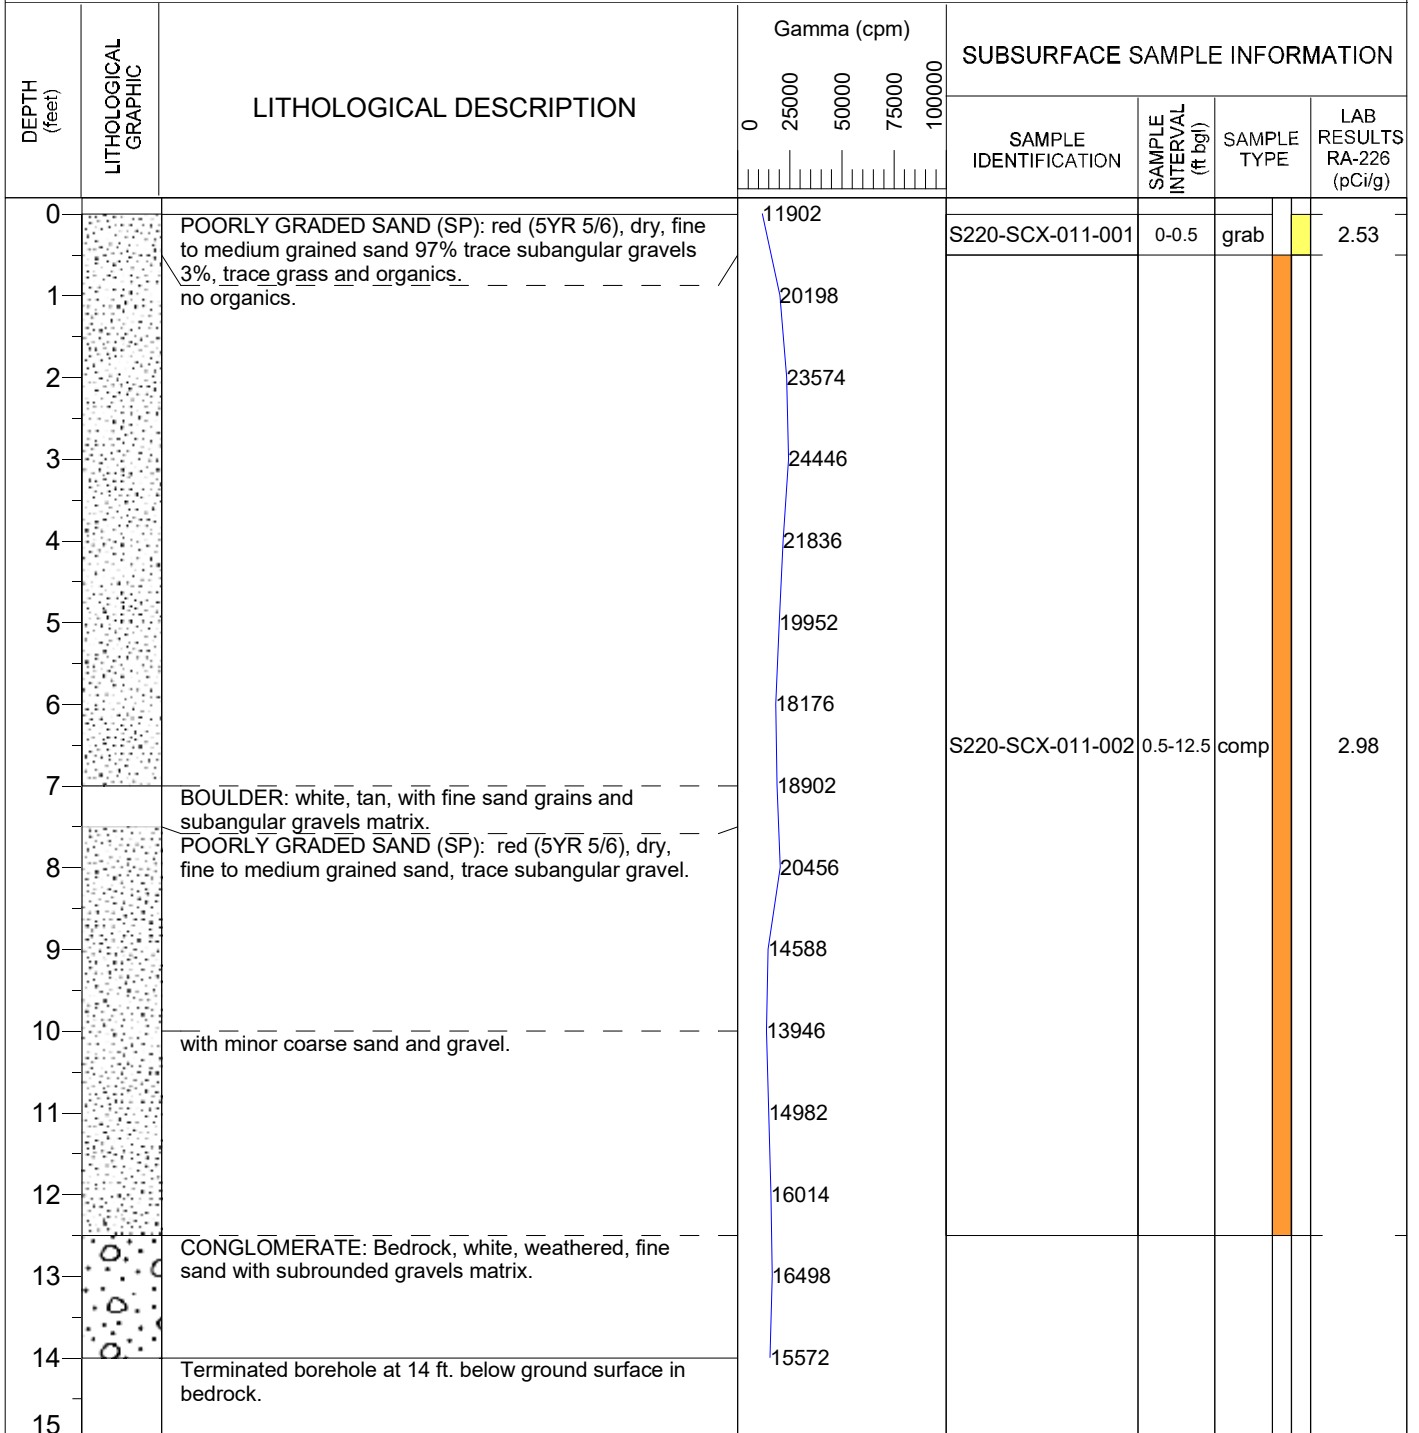 DEPTH
(feet)
LITHOLOGICAL
GRAPHIC
LITHOLOGICAL DESCRIPTION
Gamma (cpm)
0
25000
50000
75000
100000
SUBSURFACE SAMPLE INFORMATION
SAMPLE
IDENTIFICATION
SAMPLE
INTERVAL
(ft bgl)
SAMPLE
TYPE
LAB
RESULTS
RA-226
(pCi/g)
0
POORLY GRADED SAND (SP): red (5YR 5/6), dry, fine
to medium grained sand 97% trace subangular gravels
3%, trace grass and organics.
11902
S220-SCX-011-001 0-0.5 grab 2.53
no organics.
1
20198
2
23574
3
24446
4
21836
5
19952
6
18176
S220-SCX-011-002 0.5-12.5 comp 2.98
7
18902
BOULDER: white, tan, with fine sand grains and
subangular gravels matrix.
POORLY GRADED SAND (SP):  red (5YR 5/6), dry,
fine to medium grained sand, trace subangular gravel.
8
20456
9
14588
10
13946
with minor coarse sand and gravel.
11
14982
12
16014
CONGLOMERATE: Bedrock, white, weathered, fine
sand with subrounded gravels matrix.
13
16498
14
15572
Terminated borehole at 14 ft. below ground surface in
bedrock.
15